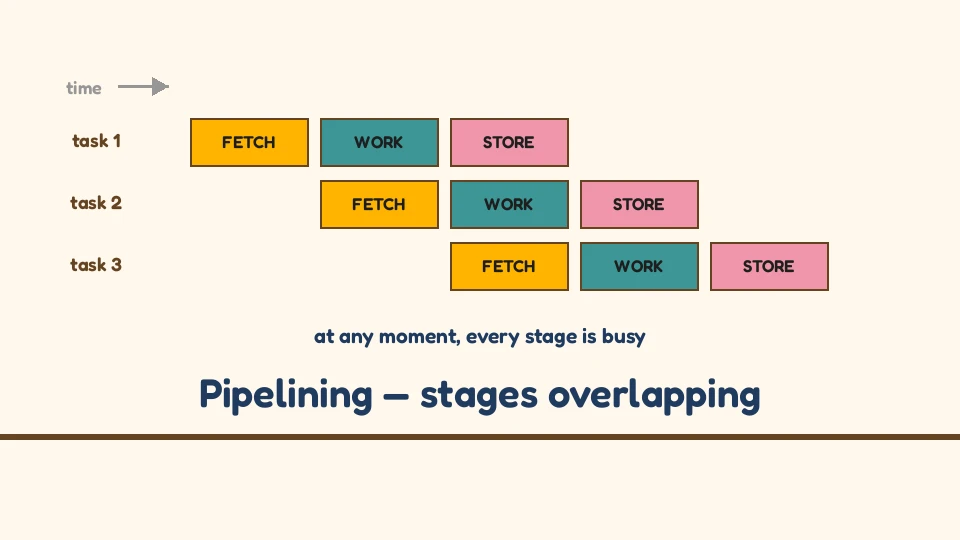 time
task 1 FETCH WORK STORE
task 2 FETCH WORK STORE
task 3 FETCH WORK STORE
at any moment, every stage is busy
Pipelining — stages overlapping